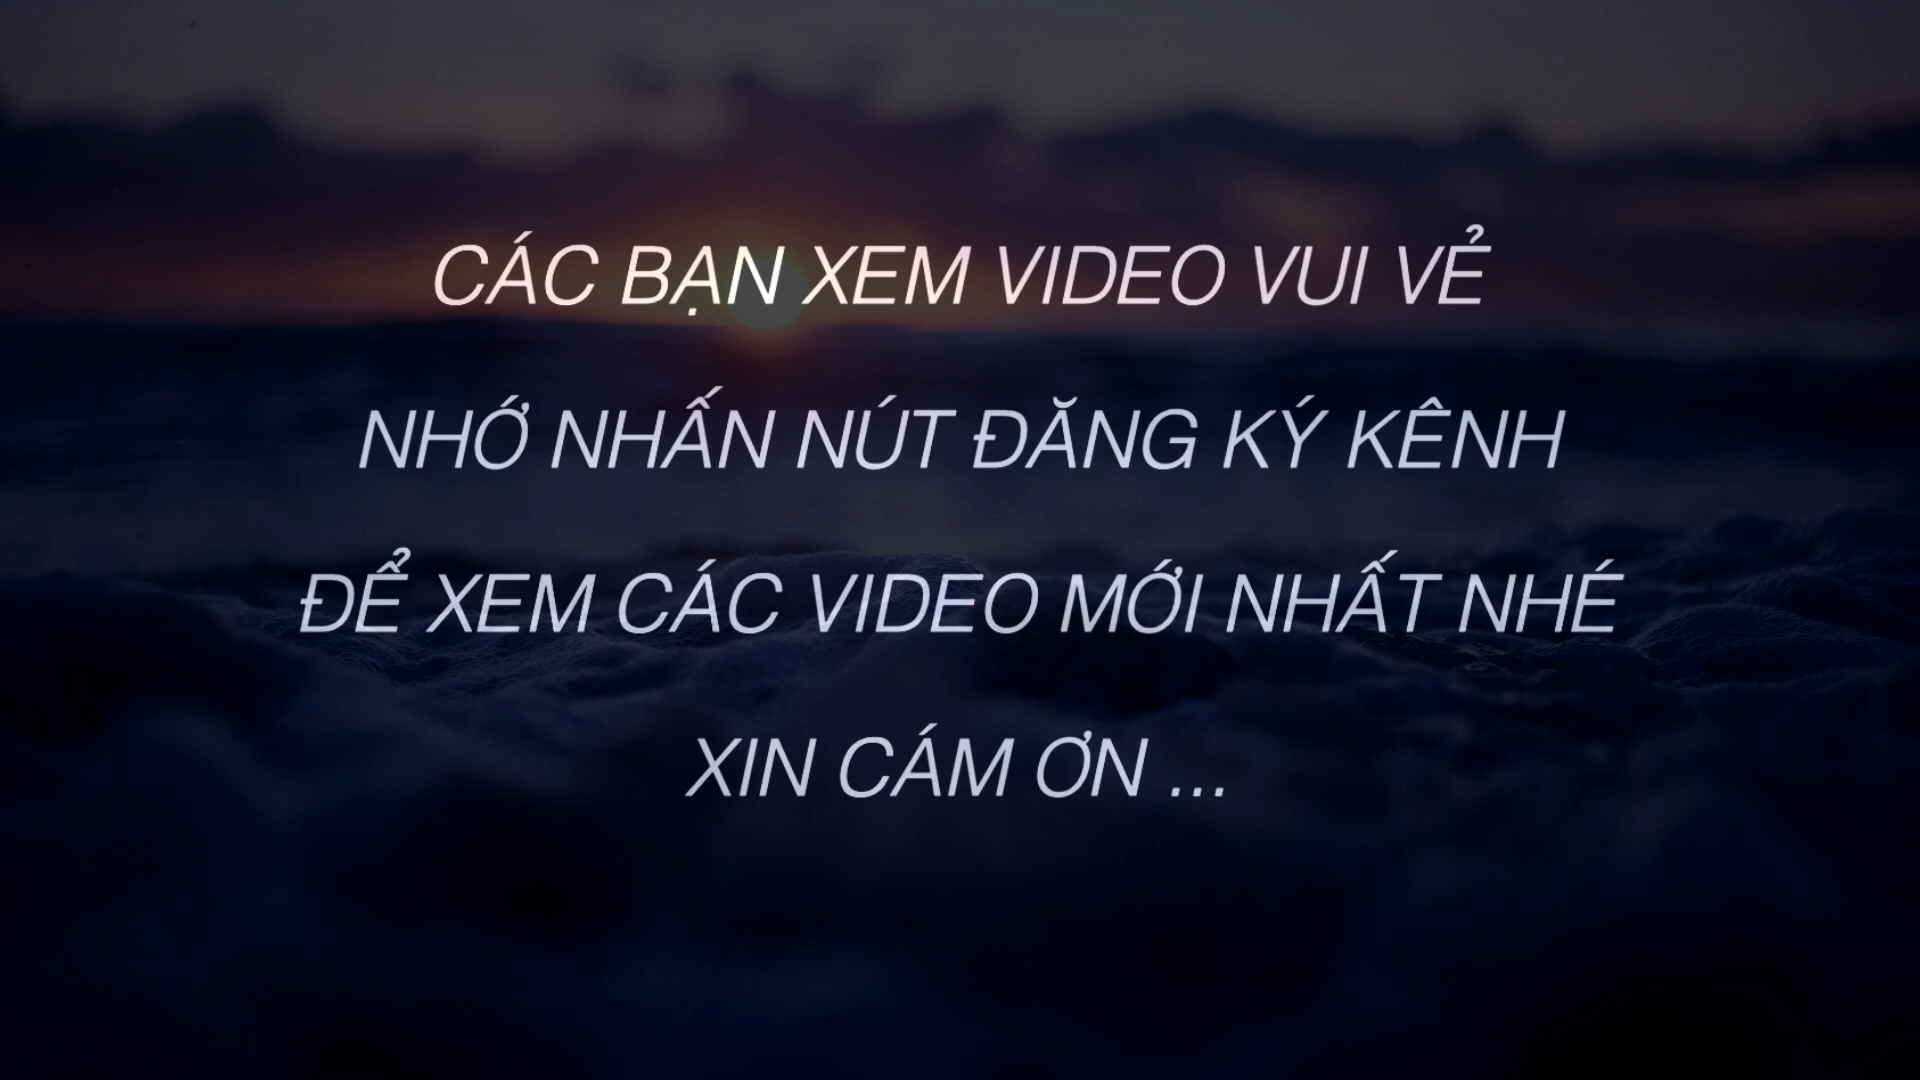 CÁC BẠN XEM VIDEO VUI VẺ
NHỚ NHẤN NÚT ĐĂNG KÝ KÊNH
ĐỂ XEM CÁC VIDEO MỚI NHẤT NHÉ
XIN CÁM ƠN ...